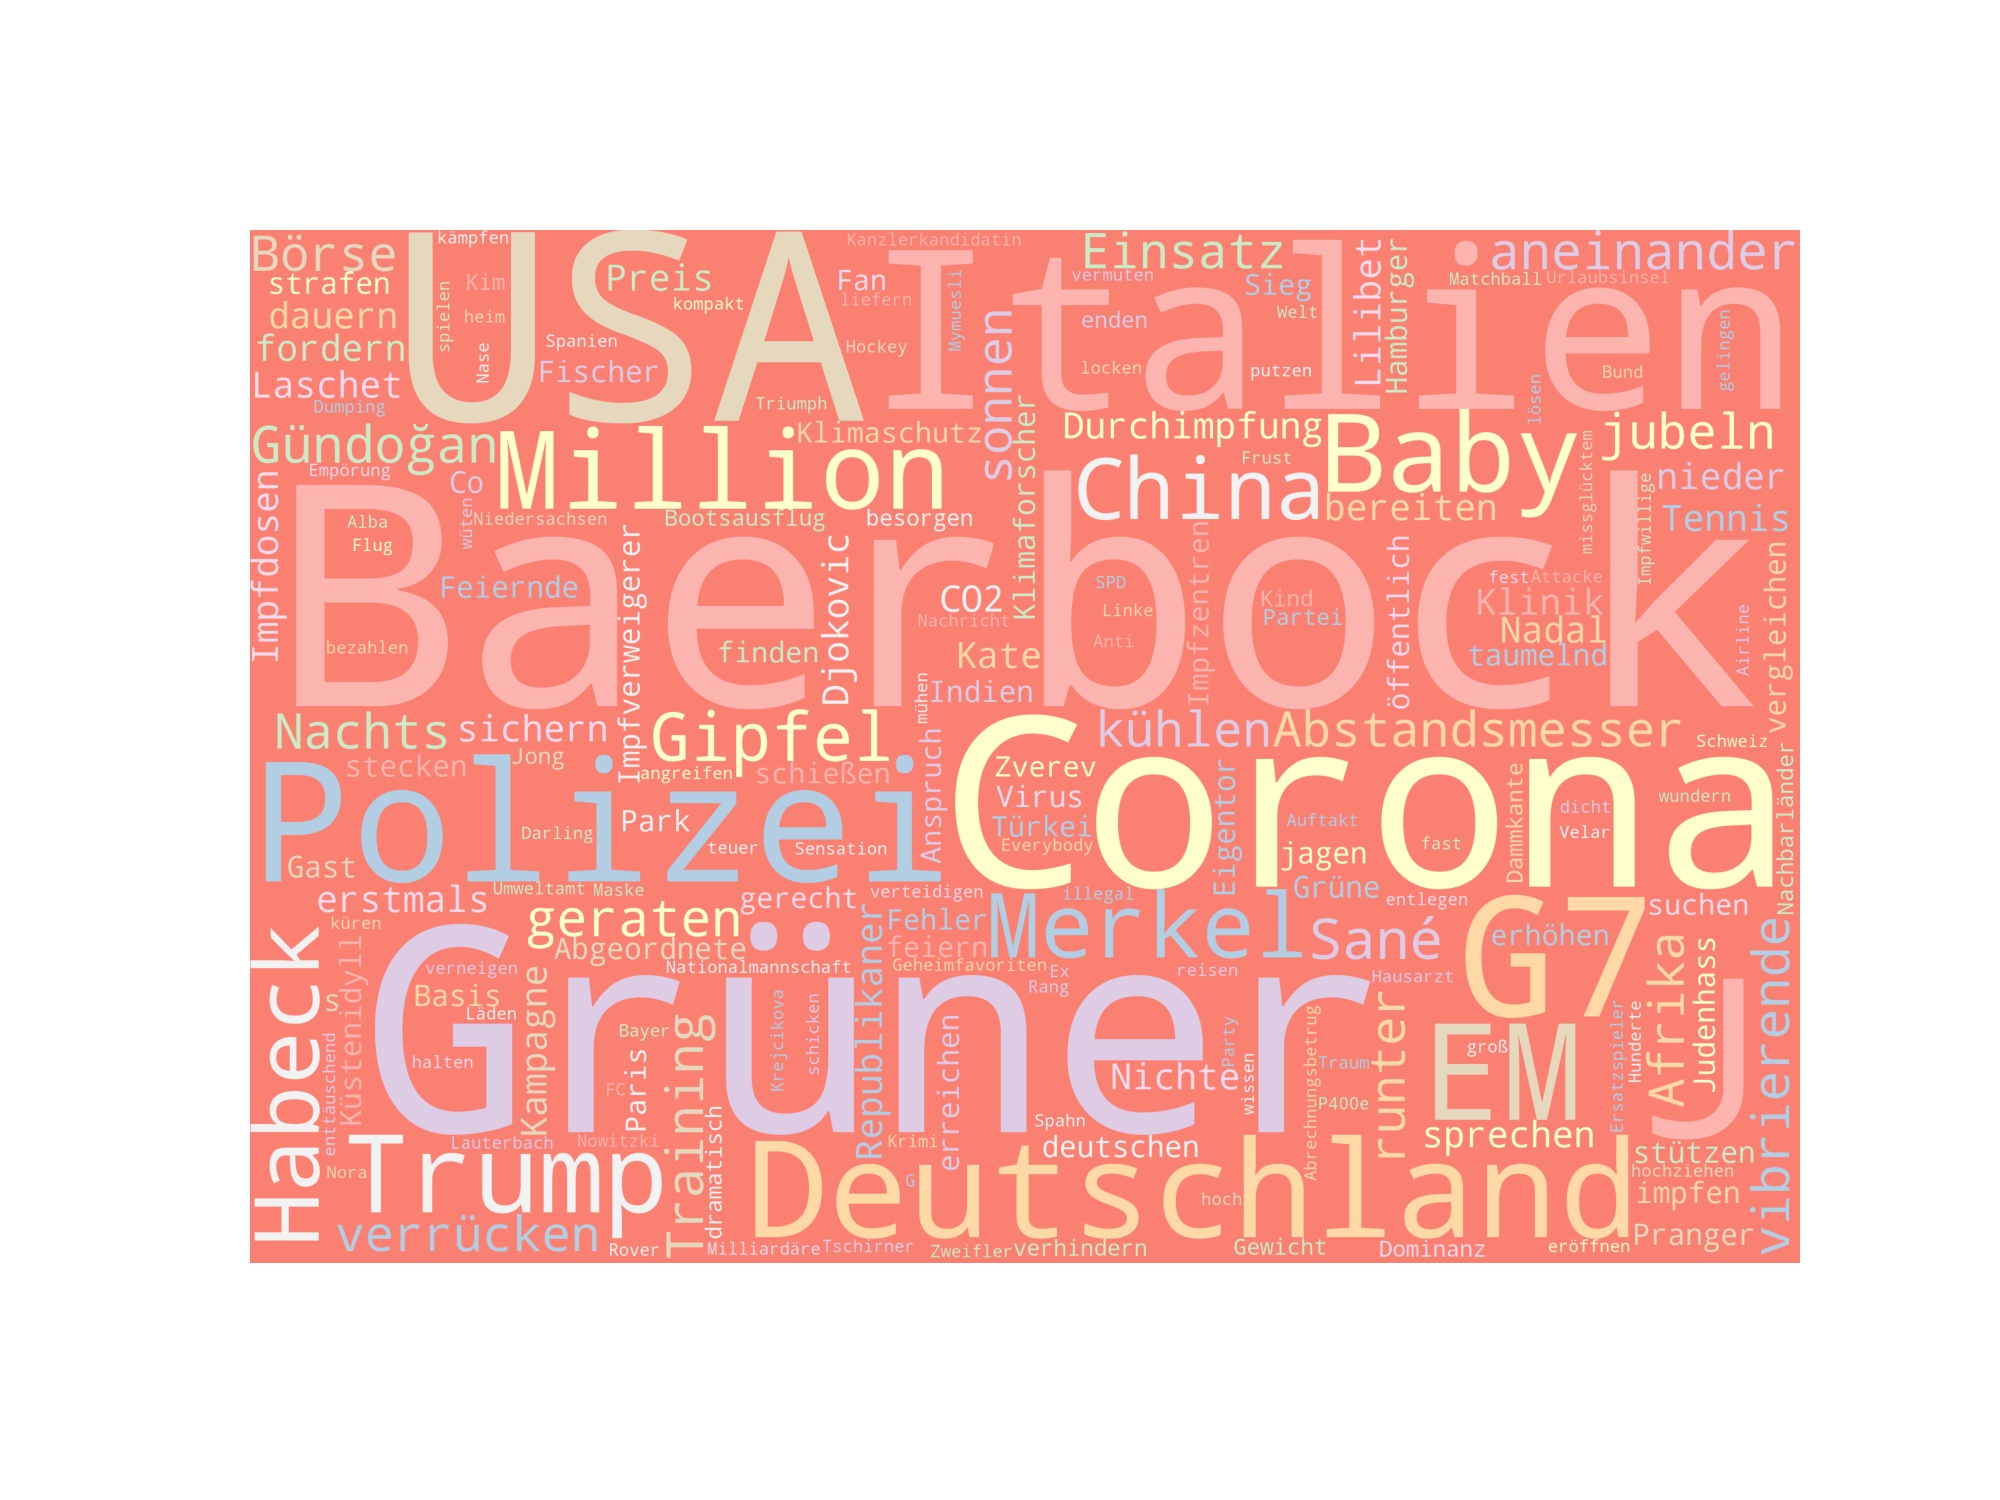 Börse
USA
kämpfen
Kanzlerkandidatin
Italien
Einsatz
Lilibet
Hamburger
aneinander
strafen
Kim
Preis
Fan
vermuten
Sieg
Matchball
Urlaubsinsel
dauern
spielen
heim
kompakt
liefern
Mymuesli
sonnen
enden
Welt
gelingen
fordern
Nase
Spanien
Hockey
Laschet
Fischer
locken
putzen
Bund
lösen
Dumping
Triumph
Gündoğan
Million
Klimaschutz
Klimaforscher
Durchimpfung
Baby
jubeln
Empörung
Co
China
Frust
missglücktem
Impfwillige
nieder
Impfdosen
Baerbock
Alba
wüten
Niedersachsen
Bootsausflug
besorgen
bereiten
Tennis
Flug
Impfverweigerer
Djokovic
Impfzentren
öffentlich
vergleichen
Feiernde
CO2
SPD
fest
Attacke
Kind
Klinik
Nachricht
Linke
Partei
Nadal
Airline
bezahlen
finden
Kate
Anti
taumelnd
mühen
Indien
Nachts
sichern
Gipfel
Corona
kühlen
Abstandsmesser
Schweiz
Polizei
stecken
Jong
angreifen
schießen
Anspruch
Zverev
Eigentor
Dammkante
Nachbarländer
Virus
wundern
Park
Darling
Türkei
Auftakt
dicht
Velar
Gast
teuer
Sensation
Everybody
jagen
fast
erstmals
Umweltamt
Maske
gerecht
verteidigen
illegal
Grüne
entlegen
suchen
küren
geraten
Republikaner
Fehler
Merkel
Sané
G7
erhöhen
vibrierende
Habeck
Küstenidyll
Abgeordnete
feiern
Afrika
Judenhass
verneigen
Grüner
Nationalmannschaft
Geheimfavoriten
Ex
reisen
Hausarzt
s
Basis
Kampagne
Rang
runter
J
Läden
Training
Krejcikova
schicken
erreichen
Party
Abrechnungsbetrug
EM
Ersatzspieler
Hunderte
enttäuschend
halten
Bayer
Paris
groß
FC
Nichte
wissen
Traum
P400e
Trump
Lauterbach
Nowitzki
dramatisch
Krimi
Spahn
deutschen
sprechen
Deutschland
stützen
Nora
G
hoch
hochziehen
impfen
verrücken
Rover
Milliardäre
Tschirner
Zweifler
verhindern
Gewicht
Dominanz
eröffnen
Pranger